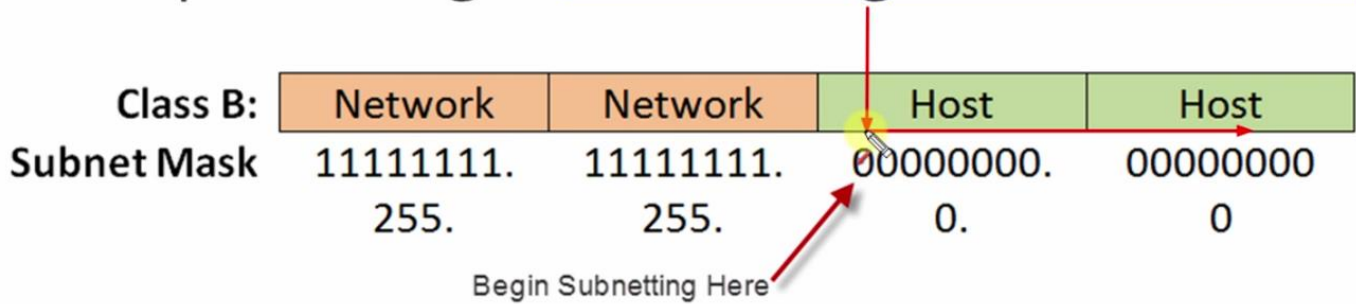 Class B: Network Network Host Host
Subnet Mask 11111111. 11111111. 00000000. 00000000
255. 255. 0. 0
Begin Subnetting Here